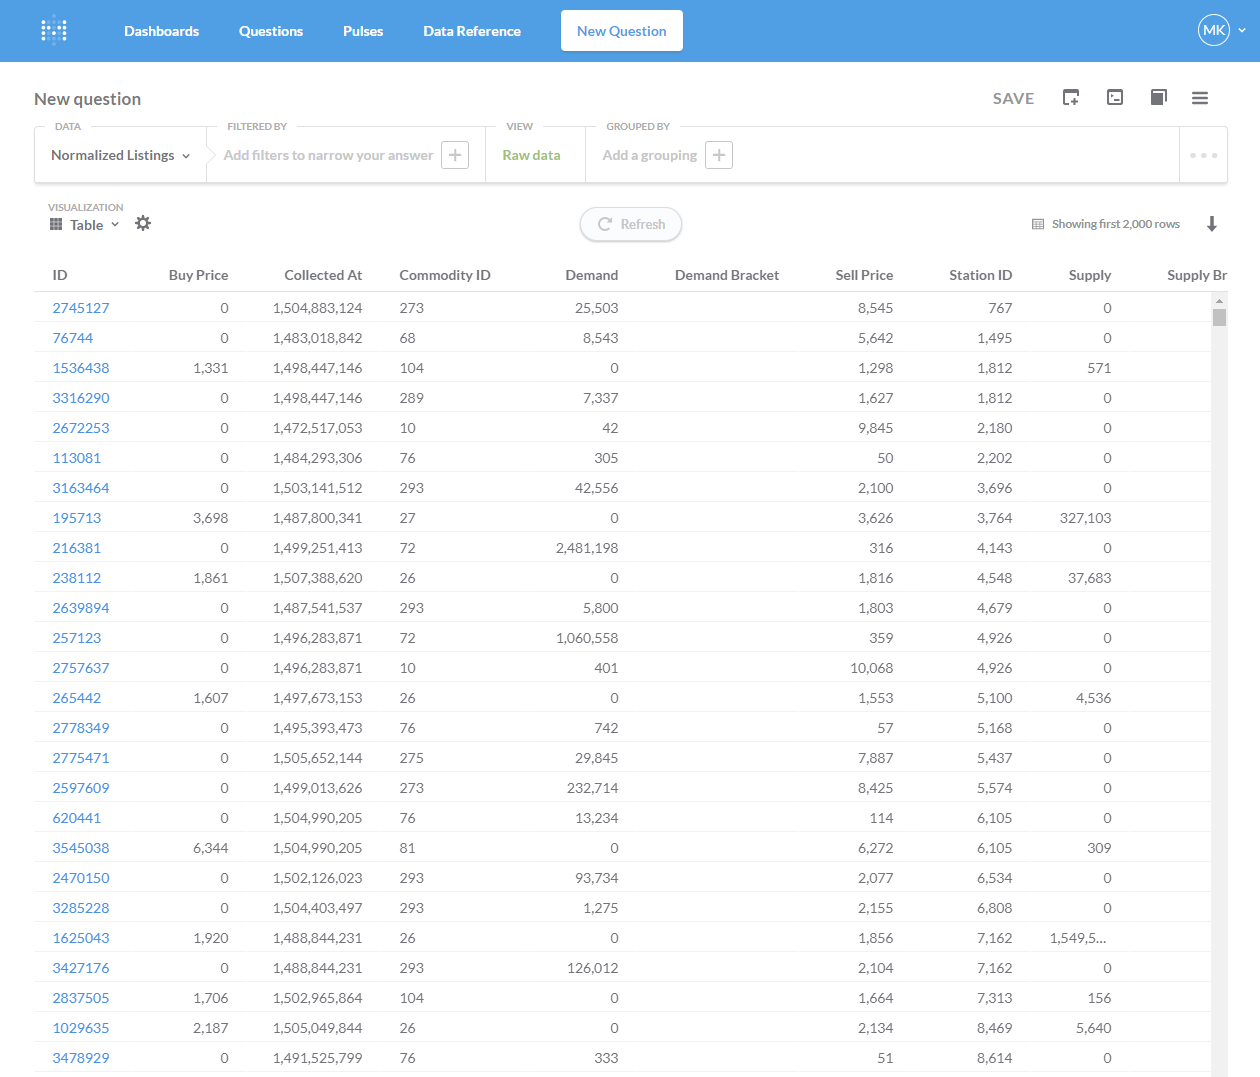 Dashboards Questions Pulses Data Reference New Question MK
New question SAVE
DATA FILTERED BY VIEW GROUPED BY
Normalized Listings Add filters to narrow your answer Raw data Add a grouping
VISUALIZATION
Table Refresh Showing first 2,000 rows
ID Buy Price Collected At Commodity ID Demand Demand Bracket Sell Price Station ID Supply Supply Br
2745127 0 1,504,883,124 273 25,503 8,545 767 0
76744 0 1,483,018,842 68 8,543 5,642 1,495 0
1536438 1,331 1,498,447,146 104 0 1,298 1,812 571
3316290 0 1,498,447,146 289 7,337 1,627 1,812 0
2672253 0 1,472,517,053 10 42 9,845 2,180 0
113081 0 1,484,293,306 76 305 50 2,202 0
3163464 0 1,503,141,512 293 42,556 2,100 3,696 0
195713 3,698 1,487,800,341 27 0 3,626 3,764 327,103
216381 0 1,499,251,413 72 2,481,198 316 4,143 0
238112 1,861 1,507,388,620 26 0 1,816 4,548 37,683
2639894 0 1,487,541,537 293 5,800 1,803 4,679 0
257123 0 1,496,283,871 72 1,060,558 359 4,926 0
2757637 0 1,496,283,871 10 401 10,068 4,926 0
265442 1,607 1,497,673,153 26 0 1,553 5,100 4,536
2778349 0 1,495,393,473 76 742 57 5,168 0
2775471 0 1,505,652,144 275 29,845 7,887 5,437 0
2597609 0 1,499,013,626 273 232,714 8,425 5,574 0
620441 0 1,504,990,205 76 13,234 114 6,105 0
3545038 6,344 1,504,990,205 81 0 6,272 6,105 309
2470150 0 1,502,126,023 293 93,734 2,077 6,534 0
3285228 0 1,504,403,497 293 1,275 2,155 6,808 0
1625043 1,920 1,488,844,231 26 0 1,856 7,162 1,549,5...
3427176 0 1,488,844,231 293 126,012 2,104 7,162 0
2837505 1,706 1,502,965,864 104 0 1,664 7,313 156
1029635 2,187 1,505,049,844 26 0 2,134 8,469 5,640
3478929 0 1,491,525,799 76 333 51 8,614 0